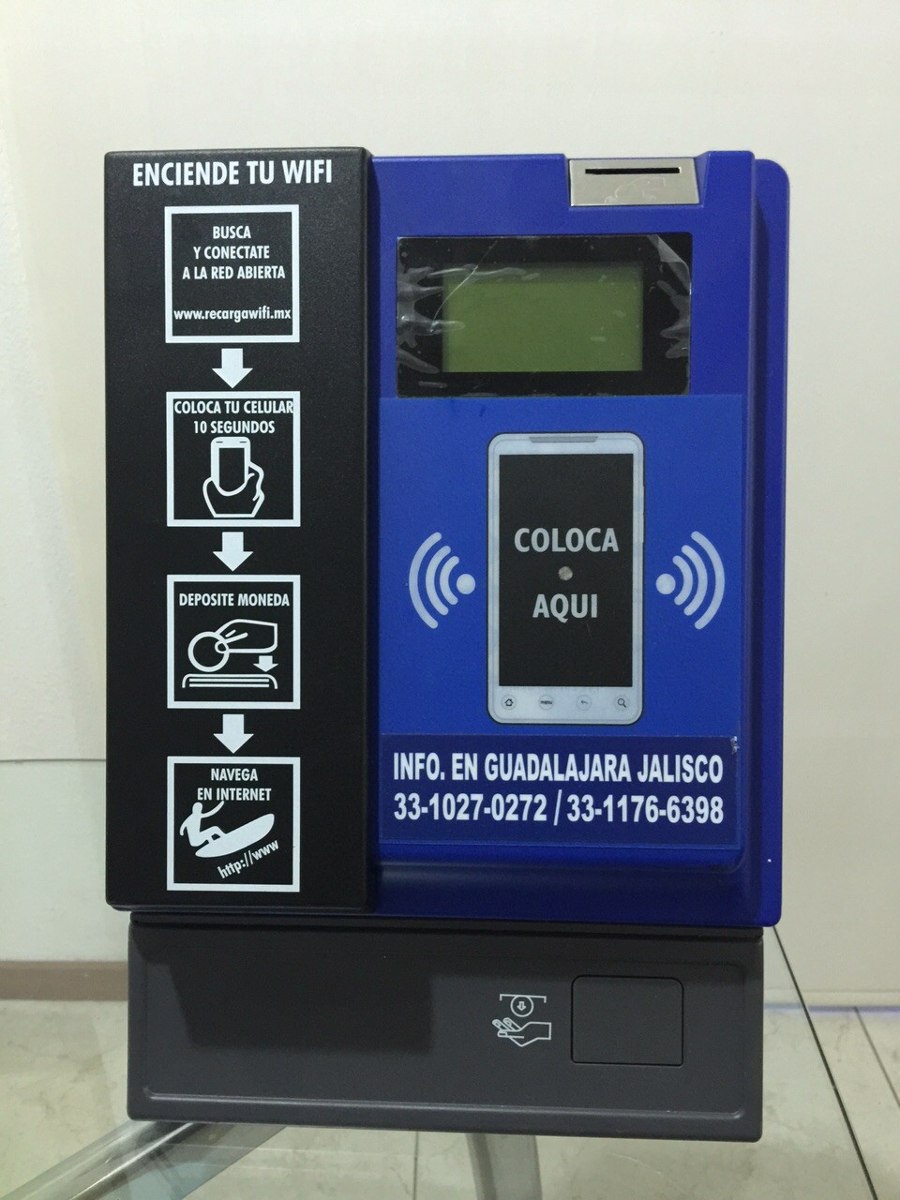 ENCIENDE TU WIFI
BUSCA
Y CONECTATE
A LA RED ABIERTA
www.recargawifi.mx
COLOCA TU CELULAR
10 SEGUNDOS
DEPOSITE MONEDA
NAVEGA
EN INTERNET
http://www
COLOCA
AQUI
menu
INFO. EN GUADALAJARA JALISCO
33-1027-0272 / 33-1176-6398